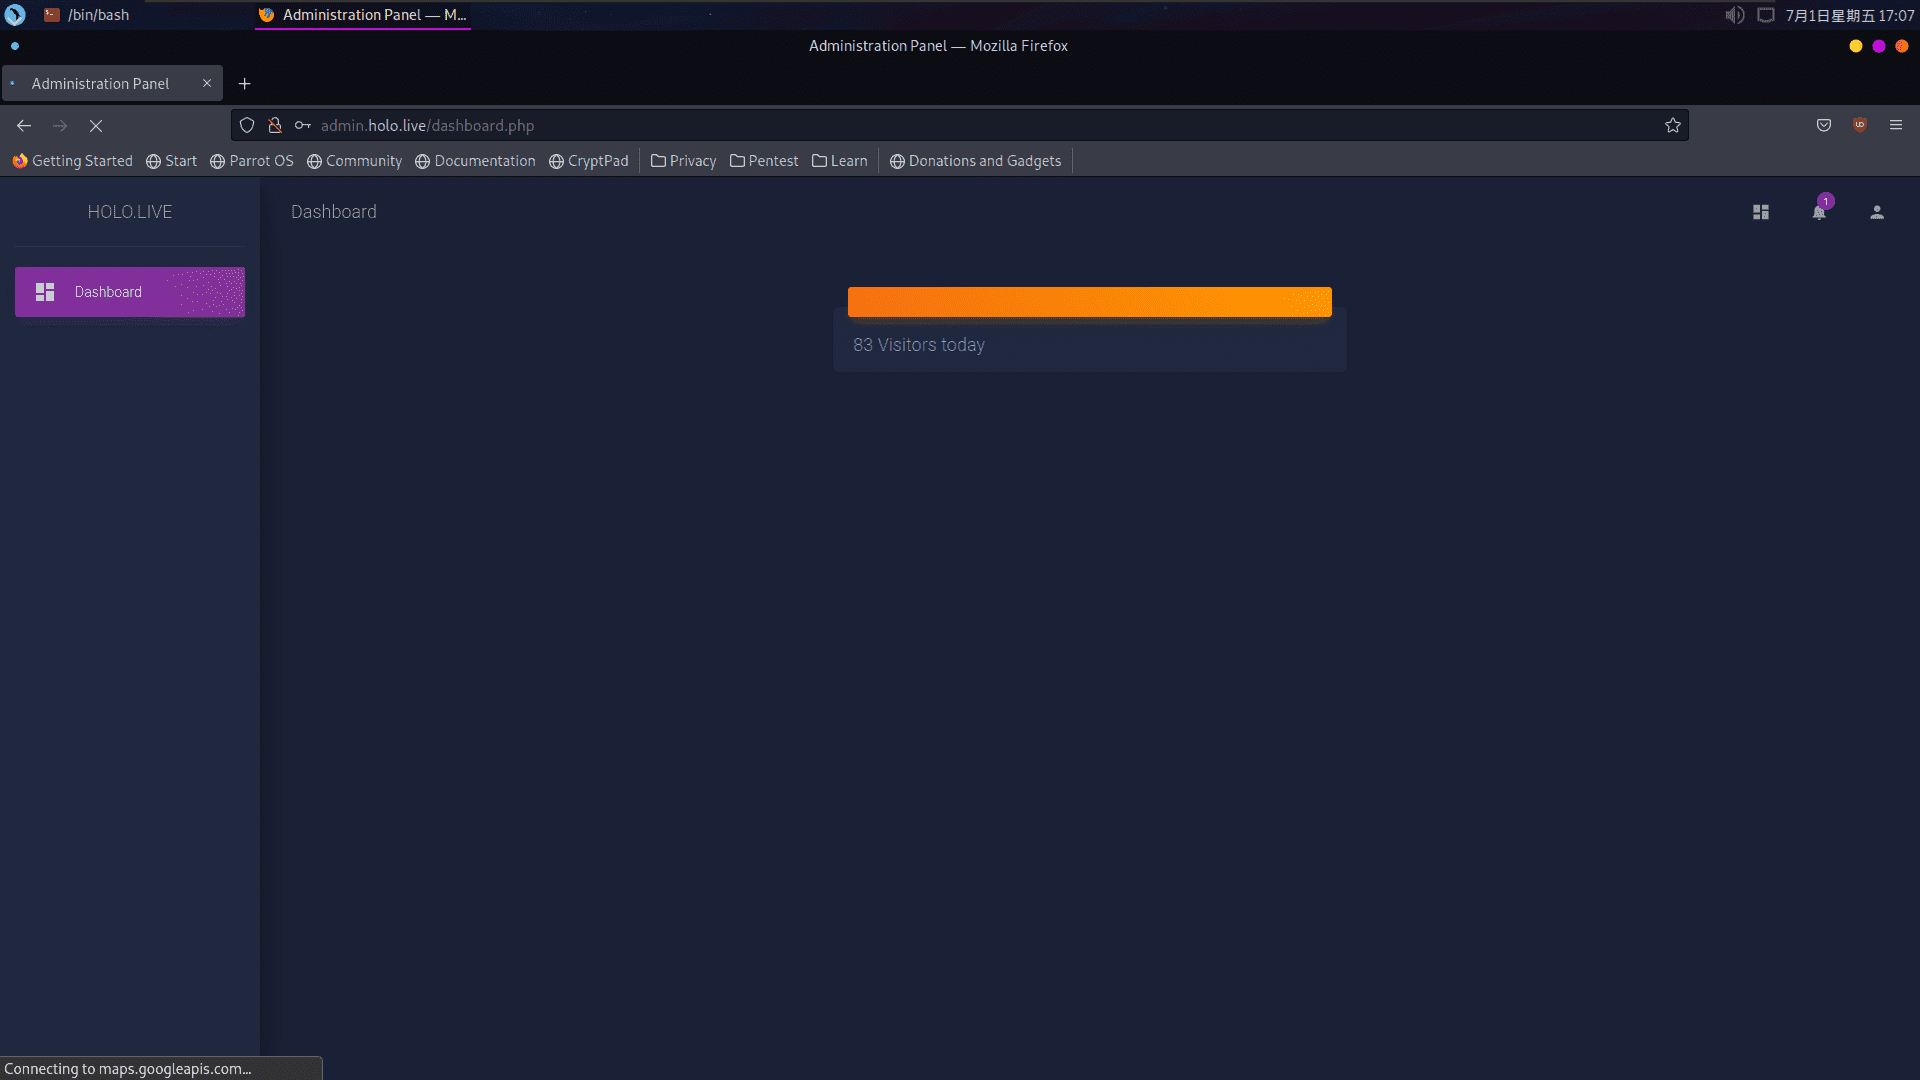 /bin/bash
Administration Panel — M...
7月1日星期五 17:07
Administration Panel — Mozilla Firefox
Administration Panel
admin.holo.live/dashboard.php
Getting Started Start Parrot OS Community Documentation CryptPad Privacy Pentest Learn Donations and Gadgets
HOLO.LIVE
Dashboard
1
Dashboard
83 Visitors today
Connecting to maps.googleapis.com...